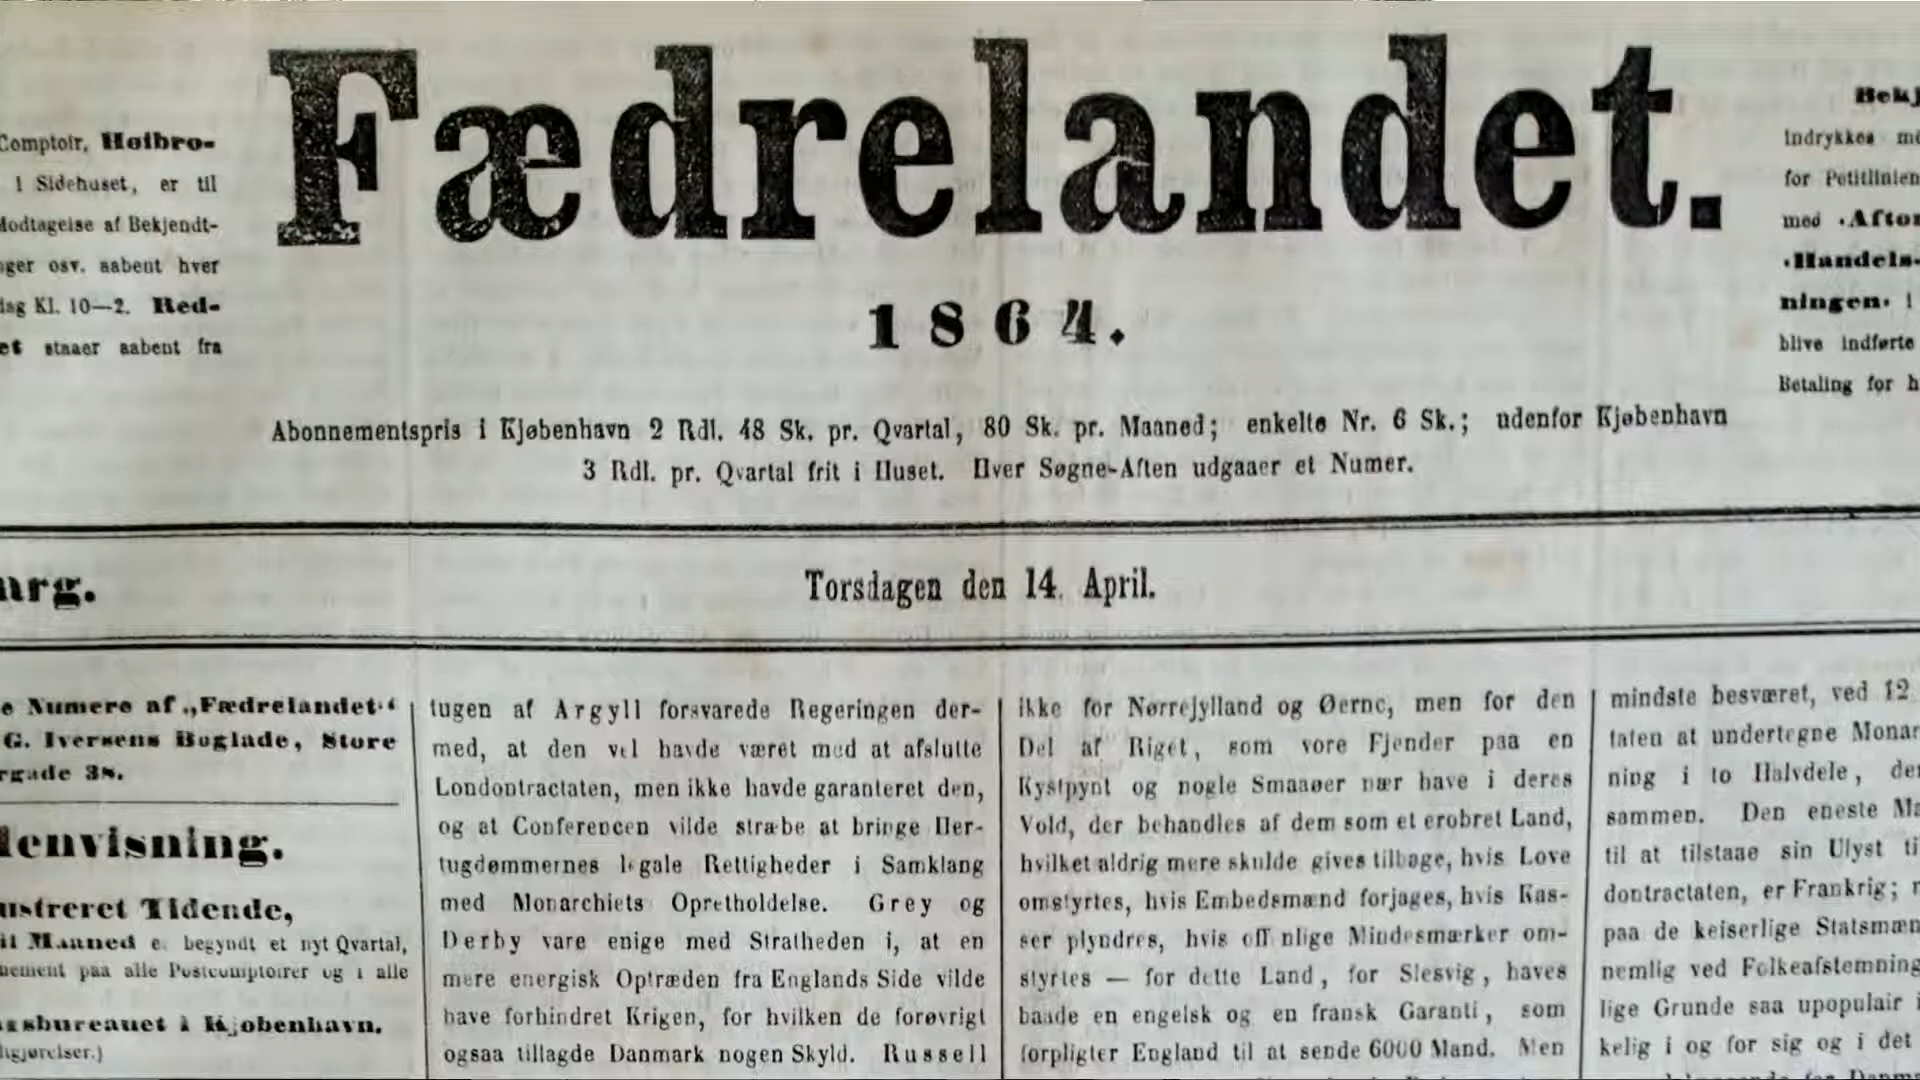 Fædrelandet.
1864.
Comptoir, Høibro-
i Sidehuset, er til
Modtagelse af Bekjendt-
ger osv. aabent hver
dag Kl. 10—2. Red-
et staaer aabent fra
Indrykkes
for Petitlinien
med
"Handels-
ningen" i
blive indførte
Betaling for
Abonnementspris i Kjøbenhavn 2 Rdl. 48 Sk. pr. Qvartal, 80 Sk. pr. Maaned; enkelte Nr. 6 Sk.; udenfor Kjøbenhavn
3 Rdl. pr. Qvartal frit i Huset. Hver Søgne-Aften udgaaer et Numer.
arg.
Torsdagen den 14. April.
e Numere af „Fædrelandet“
G. Iversens Boglade, Store
rgade 38.
denvisning.
ustreret Tidende,
il Maaned e. begyndt et nyt Qvartal,
nement paa alle Postcomptoirer og i alle
sbureauet i Kjøbenhavn.
kgjørelser.)
tugen af Argyll forsvarede Regeringen der-
med, at den vel havde været med at afslutte
Londontractaten, men ikke havde garanteret den,
og at Conferencen vilde stræbe at bringe Her-
tugdømmernes legale Rettigheder i Samklang
med Monarchiets Opretholdelse. Grey og
Derby vare enige med Stratheden i, at en
mere energisk Optræden fra Englands Side vilde
have forhindret Krigen, for hvilken de forøvrigt
ogsaa tillagde Danmark nogen Skyld. Russell
ikke for Nørrejylland og Øerne, men for den
Del af Riget, som vore Fjender paa en
Kystpynt og nogle Smaaøer nær have i deres
Vold, der behandles af dem som et erobret Land,
hvilket aldrig mere skulde gives tilbage, hvis Love
omstyrtes, hvis Embedsmænd forjages, hvis Kas-
ser plyndres, hvis off nlige Mindesmærker om-
styrtes — for dette Land, for Slesvig, haves
baade en engelsk og en fransk Garanti, som
forpligter England til at sende 6000 Mand. Men
mindste besværet, ved 12
taten at undertegne Monar
ning i to Halvdele, der
sammen. Den eneste Ma
til at tilstaae sin Ulyst ti
dontractaten, er Frankrig;
paa de keiserlige Statsmæn
nemlig ved Folkeafstemning
lige Grunde saa upopulair i
kelig i og for sig og i det